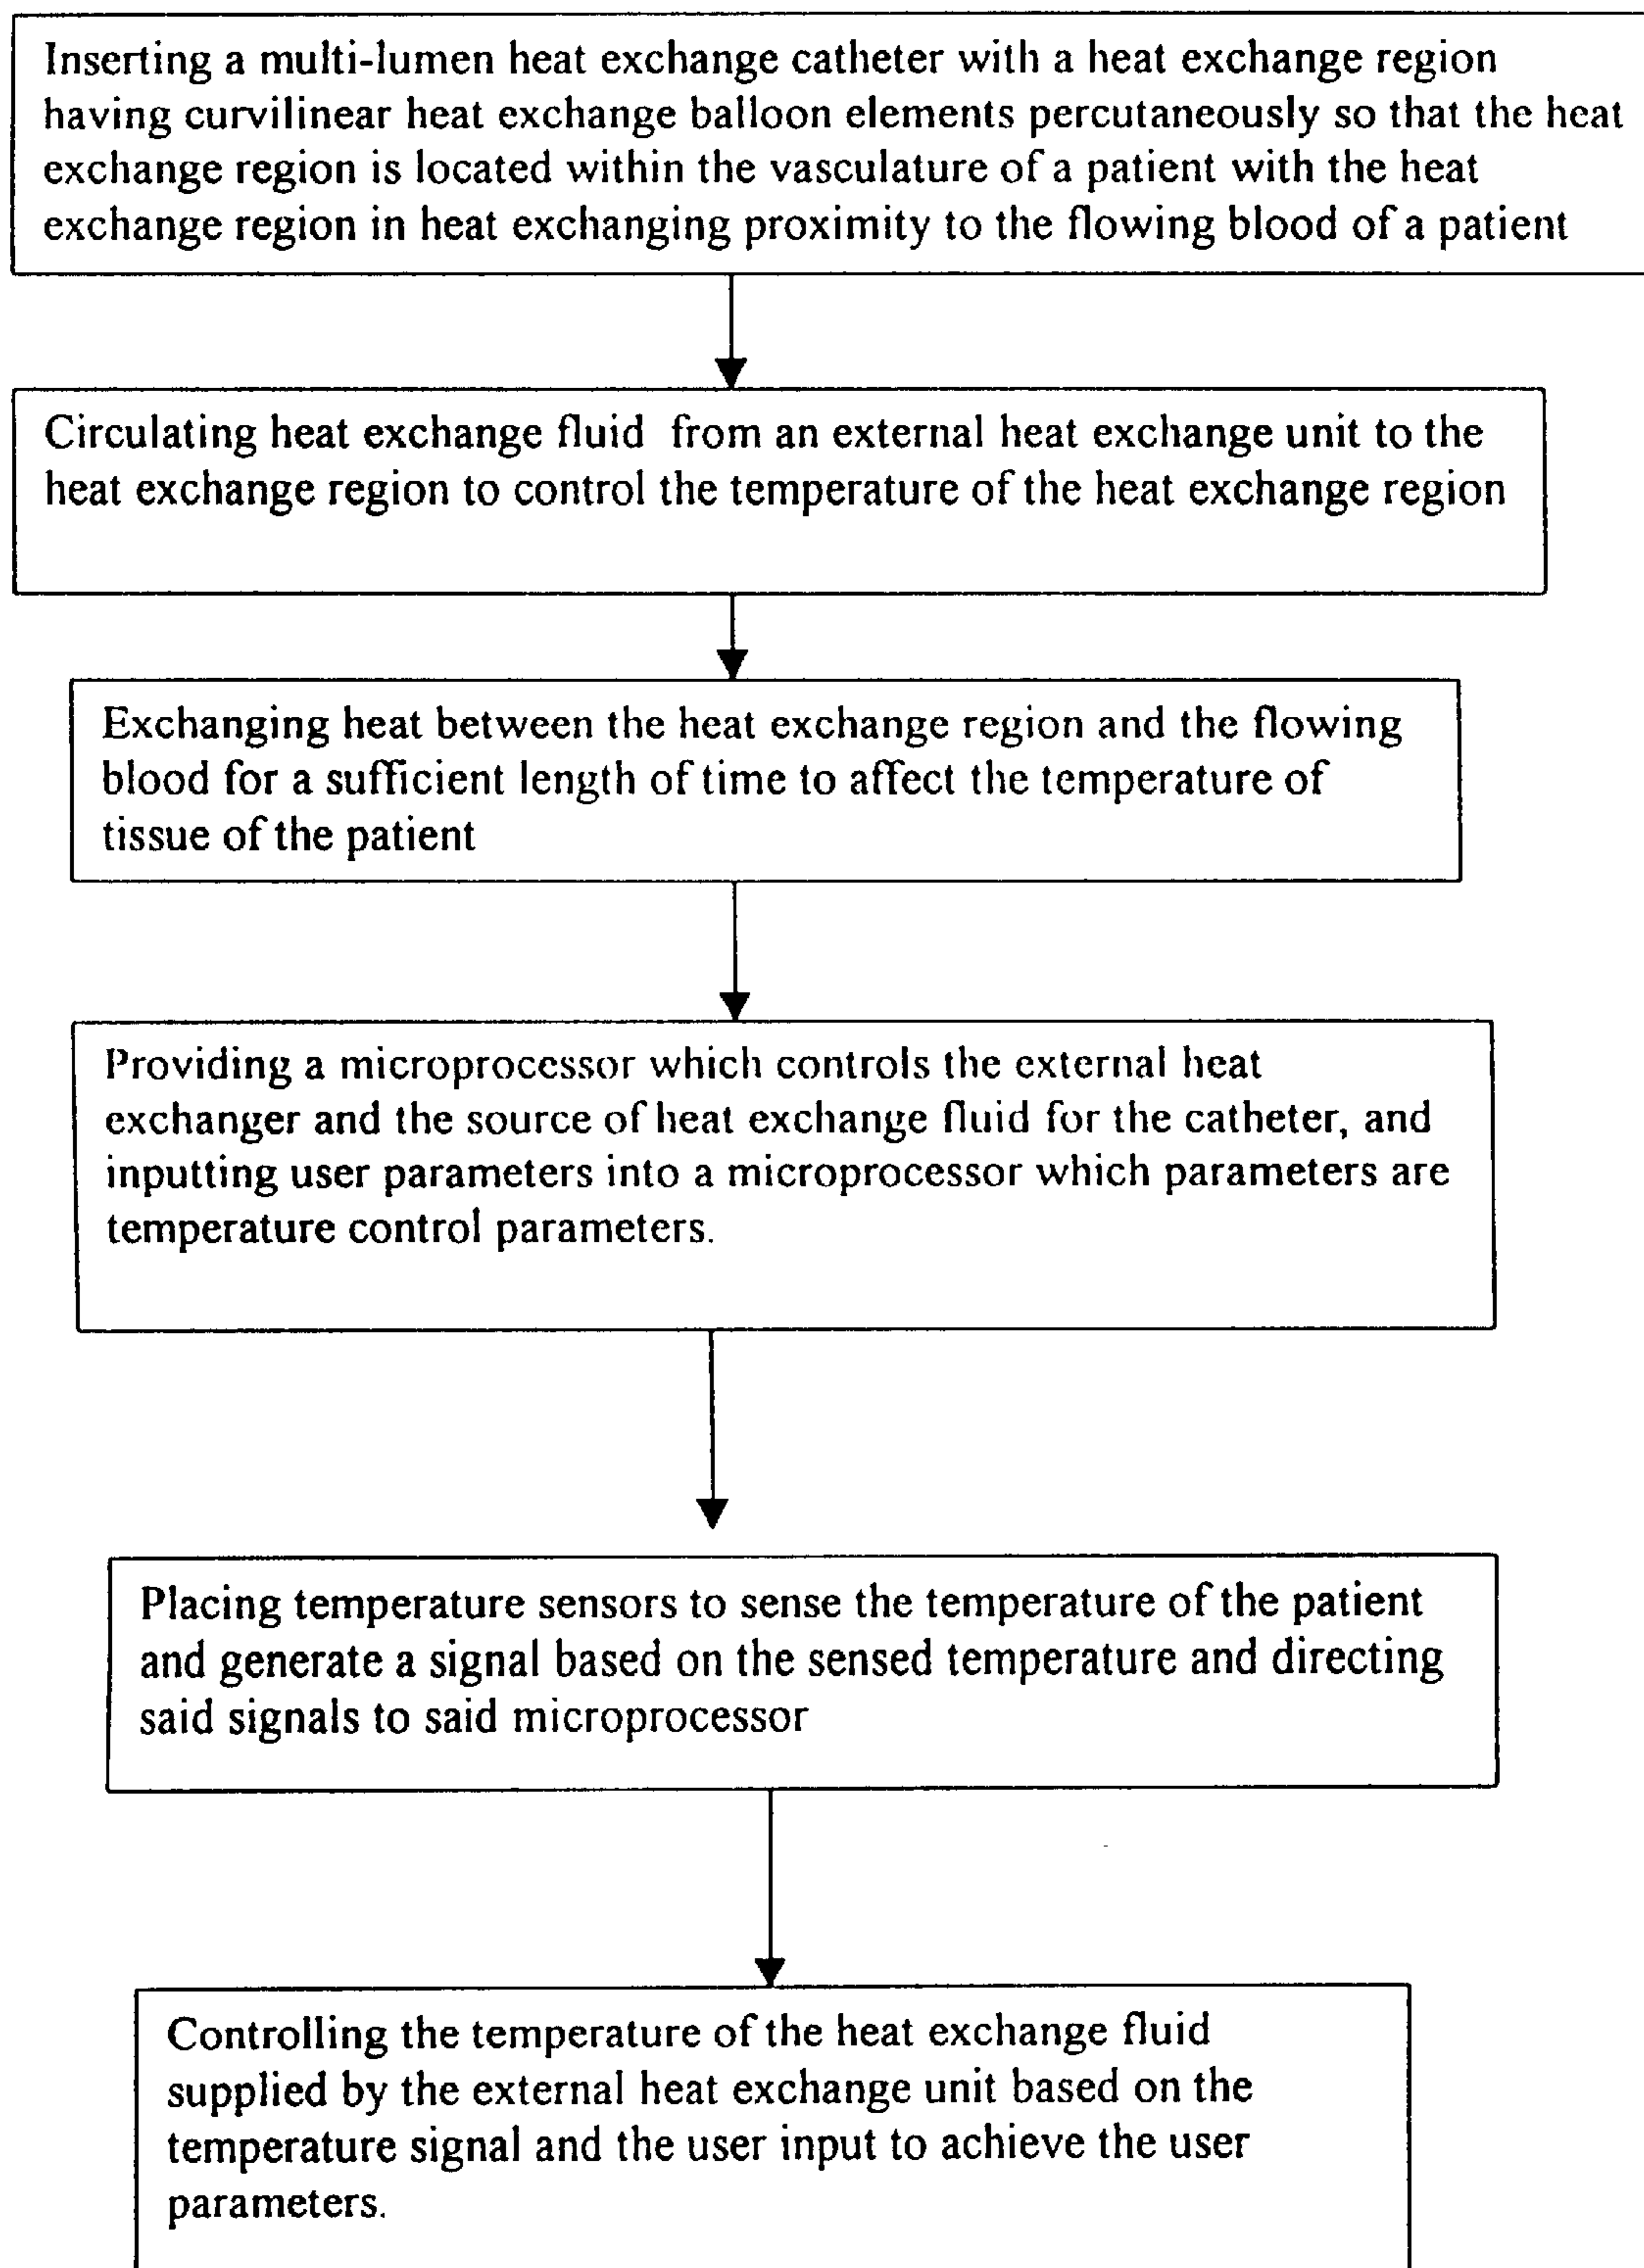 Inserting a multi-lumen heat exchange catheter with a heat exchange region
having curvilinear heat exchange balloon elements percutaneously so that the heat
exchange region is located within the vasculature of a patient with the heat
exchange region in heat exchanging proximity to the flowing blood of a patient
Circulating heat exchange fluid from an external heat exchange unit to the
heat exchange region to control the temperature of the heat exchange region
Exchanging heat between the heat exchange region and the flowing
blood for a sufficient length of time to affect the temperature of
tissue of the patient
Providing a microprocessor which controls the external heat
exchanger and the source of heat exchange fluid for the catheter, and
inputting user parameters into a microprocessor which parameters are
temperature control parameters.
Placing temperature sensors to sense the temperature of the patient
and generate a signal based on the sensed temperature and directing
said signals to said microprocessor
Controlling the temperature of the heat exchange fluid
supplied by the external heat exchange unit based on the
temperature signal and the user input to achieve the user
parameters.